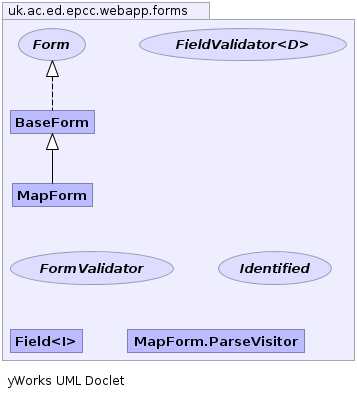 uk.ac.ed.epcc.webapp.forms
Form
FieldValidator<D>
BaseForm
MapForm
FormValidator
Identified
Field<I>
MapForm.ParseVisitor
yWorks UML Doclet